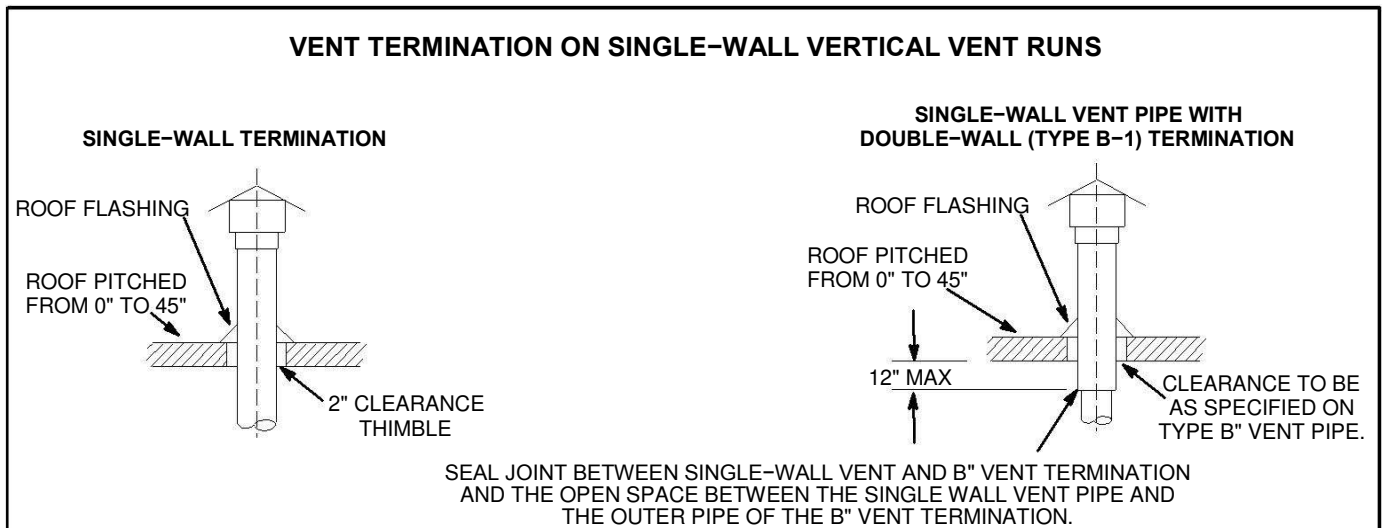 VENT TERMINATION ON SINGLE−WALL VERTICAL VENT RUNS
SINGLE−WALL TERMINATION
ROOF FLASHING
ROOF PITCHED
FROM 0" TO 45"
2" CLEARANCE
THIMBLE
SINGLE−WALL VENT PIPE WITH
DOUBLE−WALL (TYPE B−1) TERMINATION
ROOF FLASHING
ROOF PITCHED
FROM 0" TO 45"
12" MAX
CLEARANCE TO BE
AS SPECIFIED ON
TYPE B" VENT PIPE.
SEAL JOINT BETWEEN SINGLE−WALL VENT AND B" VENT TERMINATION
AND THE OPEN SPACE BETWEEN THE SINGLE WALL VENT PIPE AND
THE OUTER PIPE OF THE B" VENT TERMINATION.